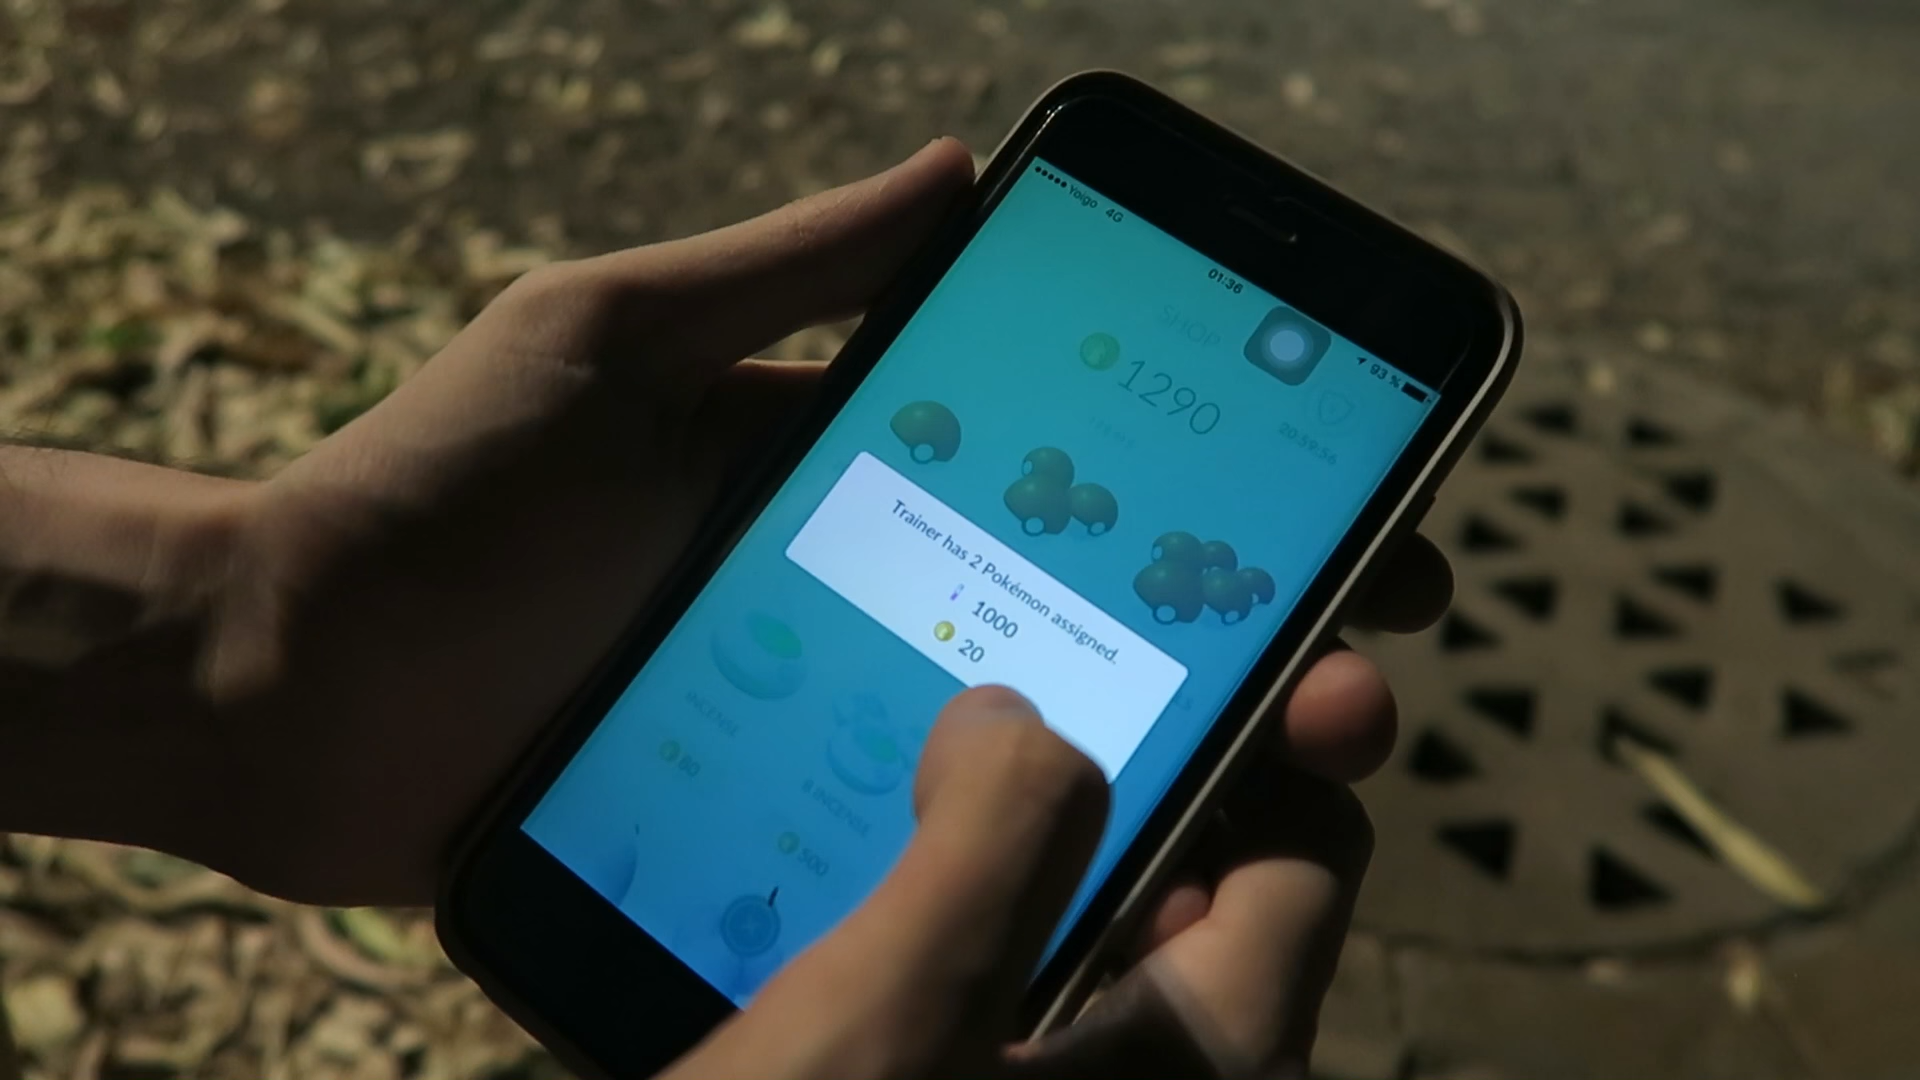 Yoigo 4G
01:36
93 %
SHOP
1290
20:59:56
ITEMS
Trainer has 2 Pokémon assigned.
1000
20
INCENSE
80
8 INCENSE
500